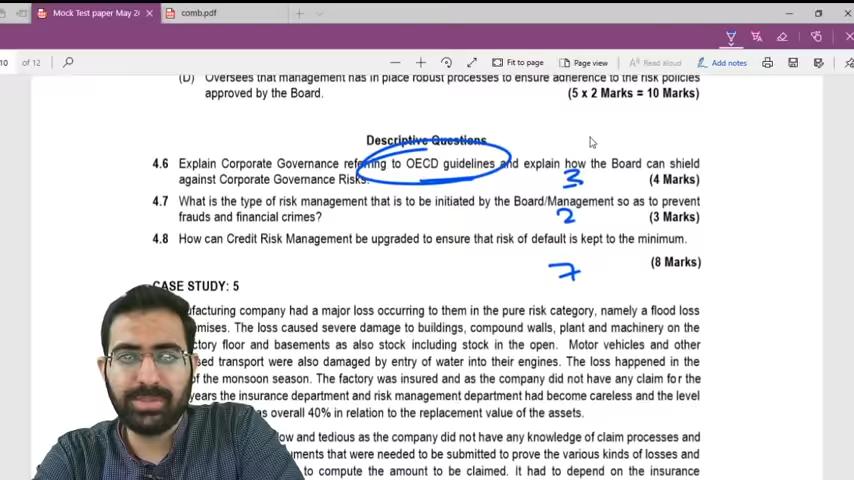 Mock Test paper May 2
comb.pdf
10 of 12
Fit to page
Page view
Read aloud
Add notes
(D) Oversees that management has in place robust processes to ensure adherence to the risk policies
approved by the Board. (5 x 2 Marks = 10 Marks)
Descriptive Questions
4.6 Explain Corporate Governance referring to OECD guidelines and explain how the Board can shield
against Corporate Governance Risks. (4 Marks)
3
4.7 What is the type of risk management that is to be initiated by the Board/Management so as to prevent
frauds and financial crimes? (3 Marks)
2
4.8 How can Credit Risk Management be upgraded to ensure that risk of default is kept to the minimum.
(8 Marks)
7
CASE STUDY: 5
ufacturing company had a major loss occurring to them in the pure risk category, namely a flood loss
mises. The loss caused severe damage to buildings, compound walls, plant and machinery on the
ctory floor and basements as also stock including stock in the open. Motor vehicles and other
sed transport were also damaged by entry of water into their engines. The loss happened in the
of the monsoon season. The factory was insured and as the company did not have any claim for the
years the insurance department and risk management department had become careless and the level
as overall 40% in relation to the replacement value of the assets.
ow and tedious as the company did not have any knowledge of claim processes and
uments that were needed to be submitted to prove the various kinds of losses and
to compute the amount to be claimed. It had to depend on the insurance